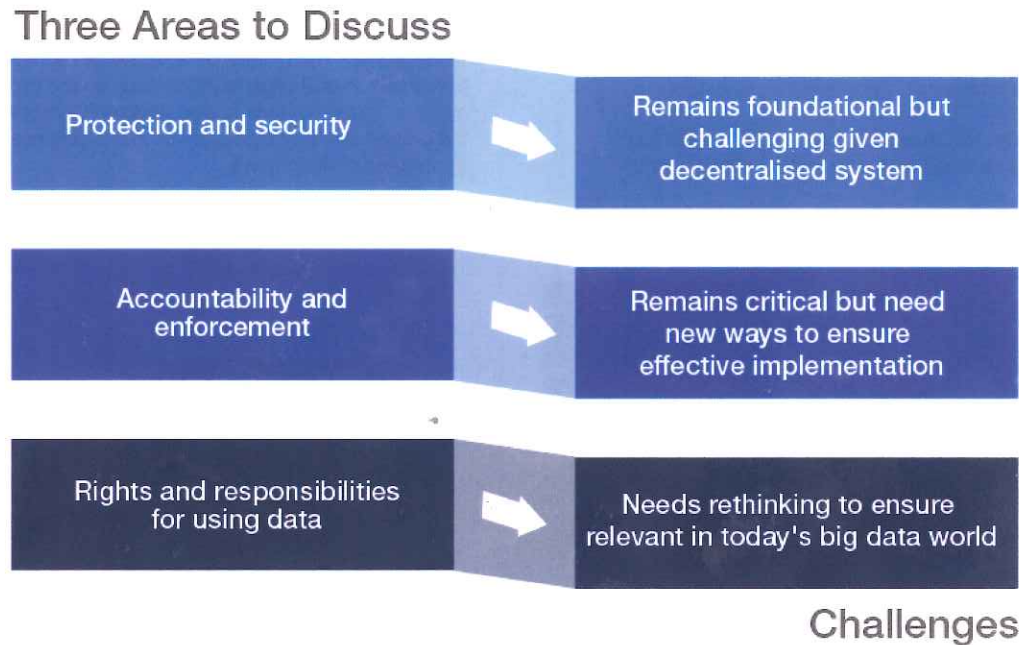 Three Areas to Discuss
Protection and security
Remains foundational but
challenging given
decentralised system
Accountability and
enforcement
Remains critical but need
new ways to ensure
effective implementation
Rights and responsibilities
for using data
Needs rethinking to ensure
relevant in today's big data world
Challenges